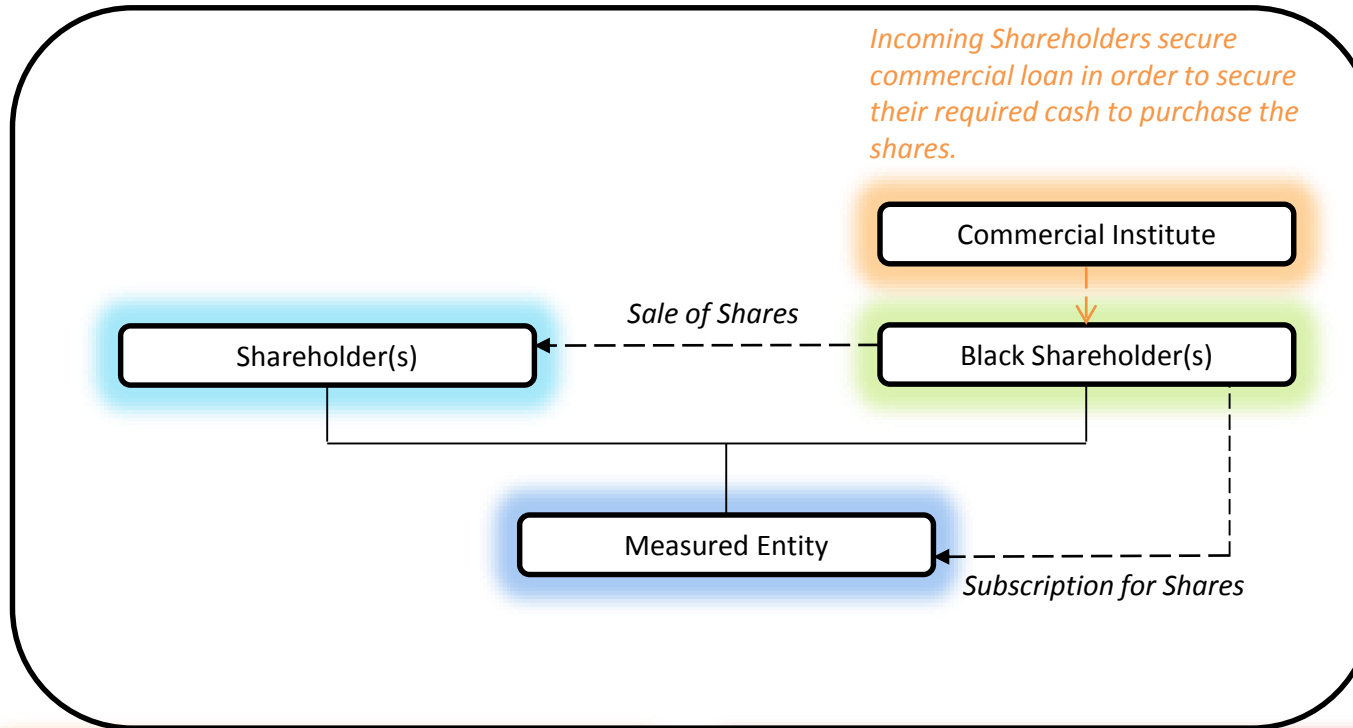 Incoming Shareholders secure
commercial loan in order to secure
their required cash to purchase the
shares.
Commercial Institute
Sale of Shares
Shareholder(s)
Black Shareholder(s)
Measured Entity
Subscription for Shares